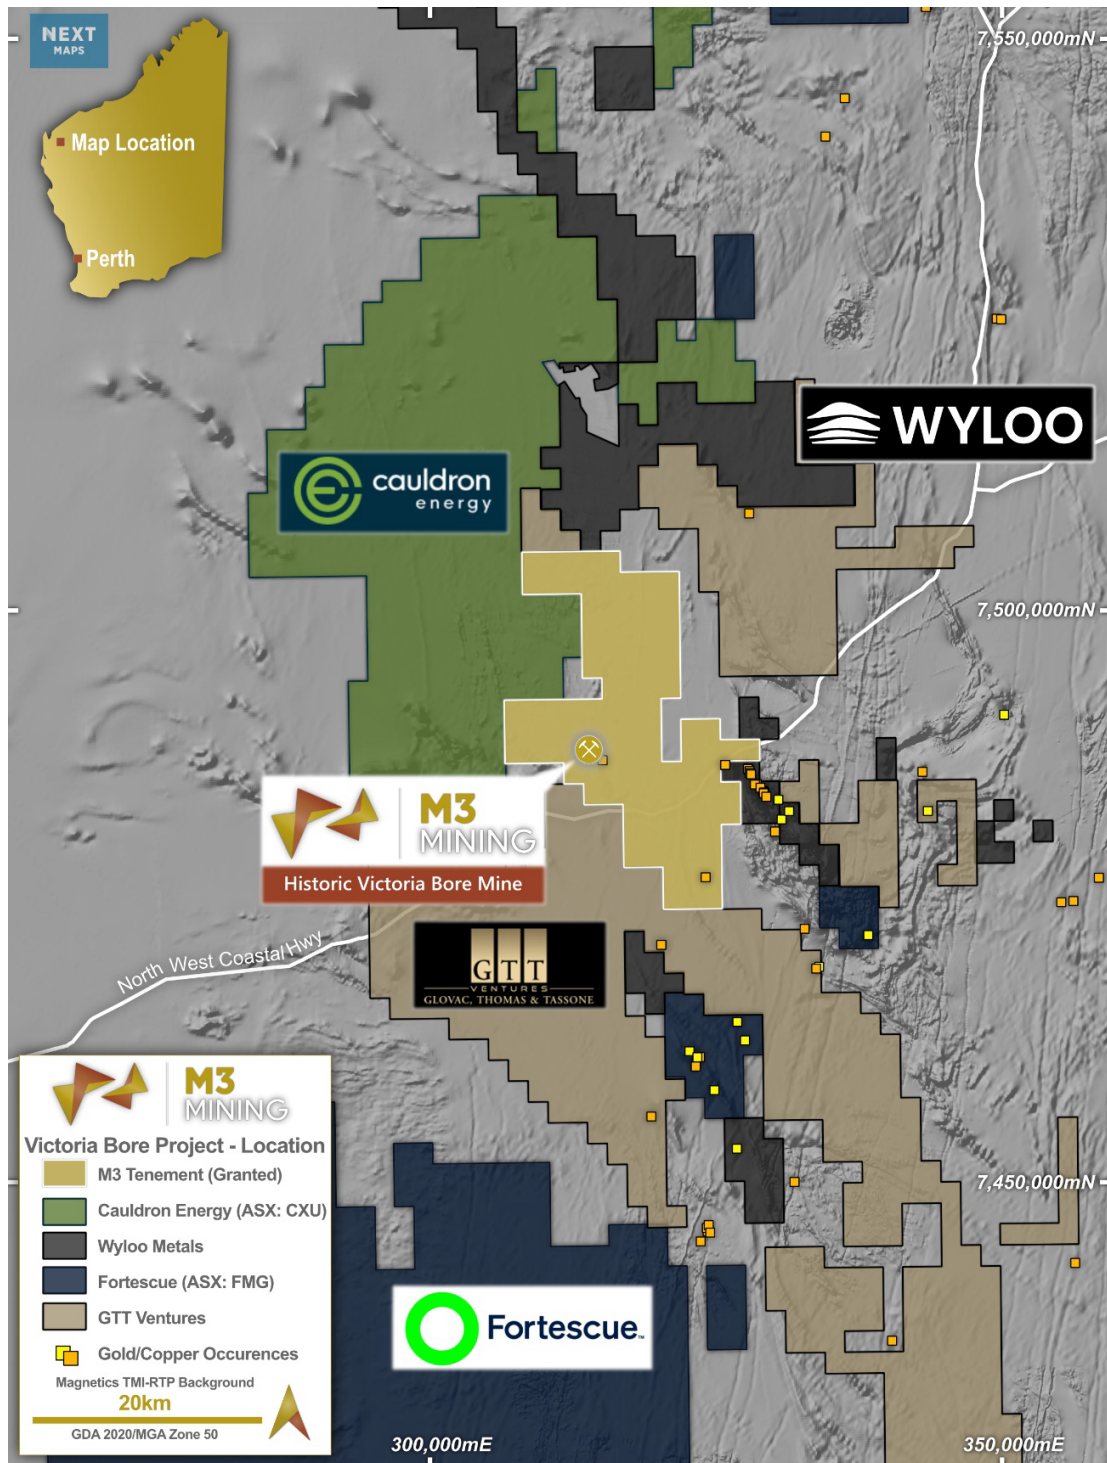 NEXT
MAPS
7,550,000mN
Map Location
Perth
WYLOO
cauldron
energy
7,500,000mN
M3
MINING
Historic Victoria Bore Mine
North West Coastal Hwy
GTT
VENTURES
GLOVAC, THOMAS & TASSONE
M3
MINING
Victoria Bore Project - Location
M3 Tenement (Granted)
Cauldron Energy (ASX: CXU)
Wyloo Metals
Fortescue (ASX: FMG)
GTT Ventures
Gold/Copper Occurences
Magnetics TMI-RTP Background
20km
GDA 2020/MGA Zone 50
7,450,000mN
Fortescue™
300,000mE
350,000mE